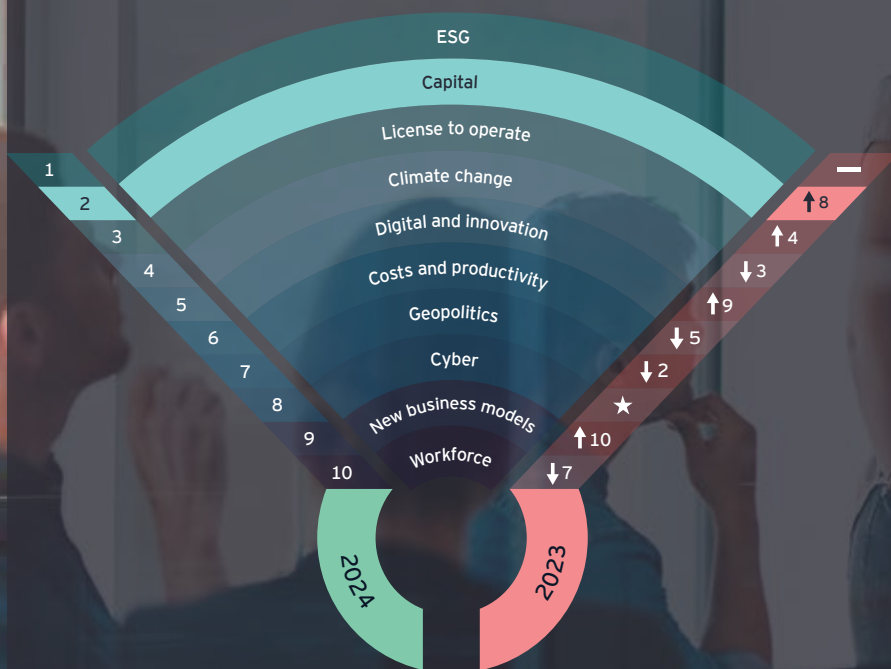 ESG
Capital
License to operate
Climate change
Digital and innovation
Costs and productivity
Geopolitics
Cyber
New business models
Workforce
1
2
3
4
5
6
7
8
9
10
8
4
3
9
5
2
10
7
2024
2023